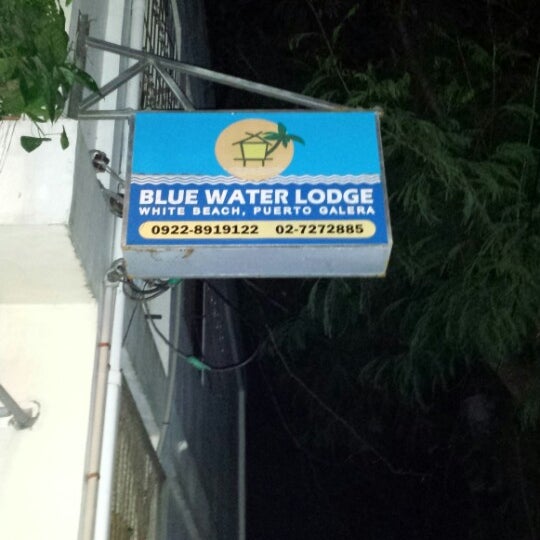 BLUE WATER LODGE
WHITE BEACH, PUERTO GALERA
0922-8919122 02-7272885